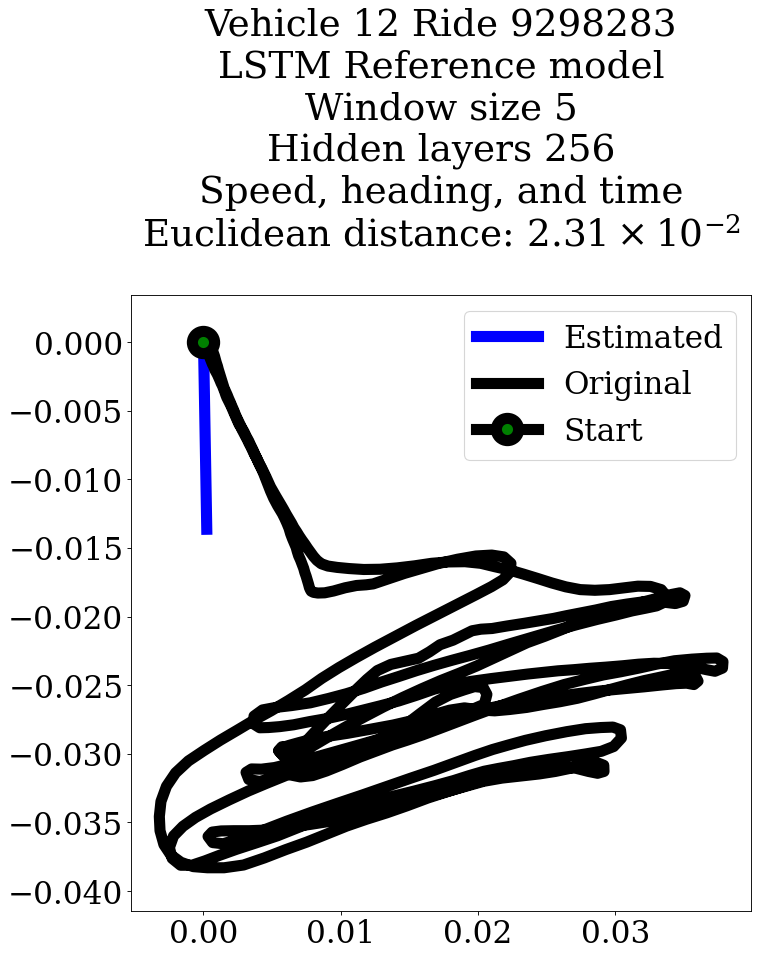 Vehicle 12 Ride 9298283
LSTM Reference model
Window size 5
Hidden layers 256
Speed, heading, and time
Euclidean distance: 2.31 × 10⁻²
Estimated
Original
Start
0.000
−0.005
−0.010
−0.015
−0.020
−0.025
−0.030
−0.035
−0.040
0.00 0.01 0.02 0.03